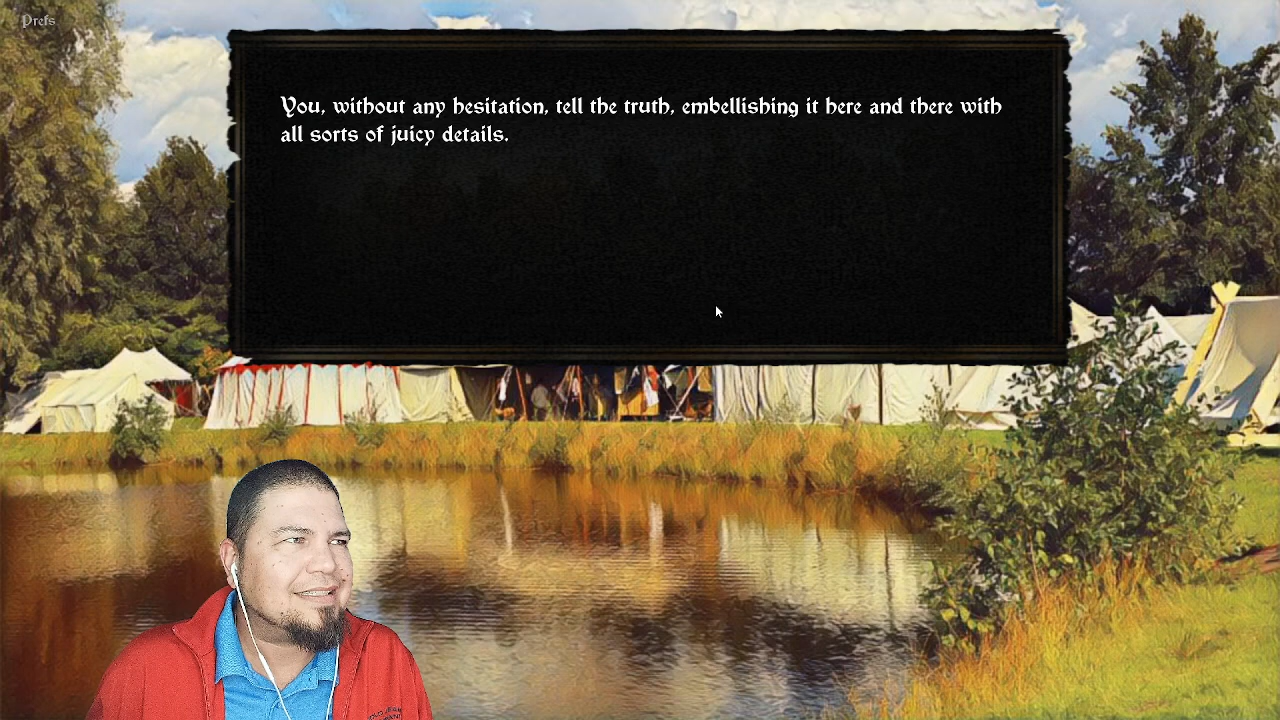 Prefs
You, without any hesitation, tell the truth, embellishing it here and there with
all sorts of juicy details.